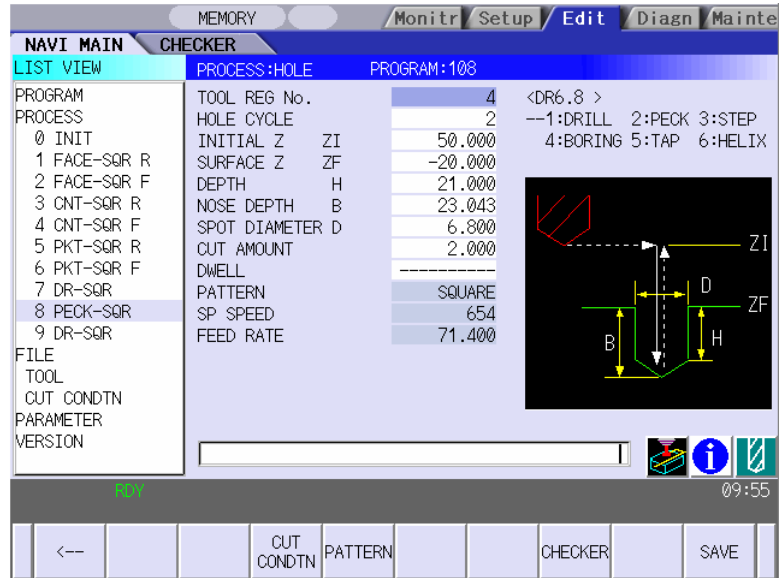 MEMORY Monitr Setup Edit Diagn Mainte
NAVI MAIN CHECKER
LIST VIEW
PROCESS:HOLE PROGRAM:108
PROGRAM
PROCESS
0 INIT
1 FACE-SQR R
2 FACE-SQR F
3 CNT-SQR R
4 CNT-SQR F
5 PKT-SQR R
6 PKT-SQR F
7 DR-SQR
8 PECK-SQR
9 DR-SQR
FILE
TOOL
CUT CONDTN
PARAMETER
VERSION
TOOL REG No. 4
HOLE CYCLE 2
INITIAL Z ZI 50.000
SURFACE Z ZF -20.000
DEPTH H 21.000
NOSE DEPTH B 23.043
SPOT DIAMETER D 6.800
CUT AMOUNT 2.000
DWELL ----------
PATTERN SQUARE
SP SPEED 654
FEED RATE 71.400
<DR6.8 >
--1:DRILL 2:PECK 3:STEP
4:BORING 5:TAP 6:HELIX
ZI
D
ZF
B
H
RDY 09:55
<-- CUT CONDTN PATTERN CHECKER SAVE